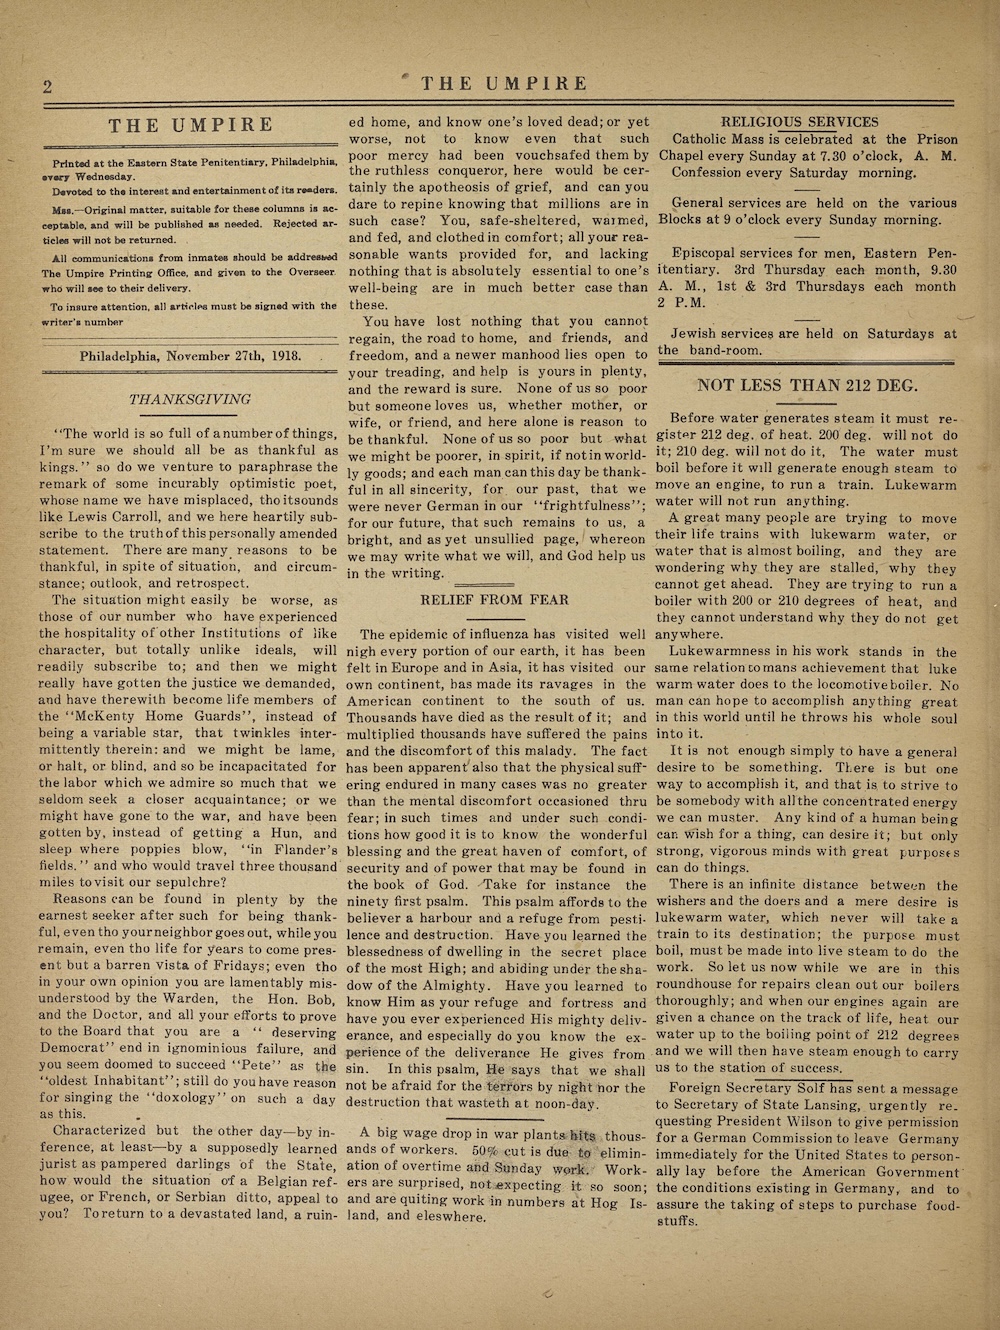 2
THE UMPIRE
THE UMPIRE
Printed at the Eastern State Penitentiary, Philadelphia,
every Wednesday.
Devoted to the interest and entertainment of its readers.
Mss.—Original matter, suitable for these columns is ac-
ceptable, and will be published as needed. Rejected ar-
ticles will not be returned.
All communications from inmates should be addressed
The Umpire Printing Office, and given to the Overseer
who will see to their delivery.
To insure attention, all articles must be signed with the
writer's number
Philadelphia, November 27th, 1918.
THANKSGIVING
"The world is so full of a number of things,
I'm sure we should all be as thankful as
kings." so do we venture to paraphrase the
remark of some incurably optimistic poet,
whose name we have misplaced, tho it sounds
like Lewis Carroll, and we here heartily sub-
scribe to the truth of this personally amended
statement. There are many reasons to be
thankful, in spite of situation, and circum-
stance; outlook, and retrospect.
The situation might easily be worse, as
those of our number who have experienced
the hospitality of other Institutions of like
character, but totally unlike ideals, will
readily subscribe to; and then we might
really have gotten the justice we demanded,
and have therewith become life members of
the "McKenty Home Guards", instead of
being a variable star, that twinkles inter-
mittently therein: and we might be lame,
or halt, or blind, and so be incapacitated for
the labor which we admire so much that we
seldom seek a closer acquaintance; or we
might have gone to the war, and have been
gotten by, instead of getting a Hun, and
sleep where poppies blow, "in Flander's
fields." and who would travel three thousand
miles to visit our sepulchre?
Reasons can be found in plenty by the
earnest seeker after such for being thank-
ful, even tho your neighbor goes out, while you
remain, even tho life for years to come pres-
ent but a barren vista of Fridays; even tho
in your own opinion you are lamentably mis-
understood by the Warden, the Hon. Bob,
and the Doctor, and all your efforts to prove
to the Board that you are a " deserving
Democrat" end in ignominious failure, and
you seem doomed to succeed "Pete" as the
"oldest Inhabitant"; still do you have reason
for singing the "doxology" on such a day
as this.
Characterized but the other day—by in-
ference, at least—by a supposedly learned
jurist as pampered darlings of the State,
how would the situation of a Belgian ref-
ugee, or French, or Serbian ditto, appeal to
you? To return to a devastated land, a ruin-
ed home, and know one's loved dead; or yet
worse, not to know even that such
poor mercy had been vouchsafed them by
the ruthless conqueror, here would be cer-
tainly the apotheosis of grief, and can you
dare to repine knowing that millions are in
such case? You, safe-sheltered, warmed,
and fed, and clothed in comfort; all your rea-
sonable wants provided for, and lacking
nothing that is absolutely essential to one's
well-being are in much better case than
these.
You have lost nothing that you cannot
regain, the road to home, and friends, and
freedom, and a newer manhood lies open to
your treading, and help is yours in plenty,
and the reward is sure. None of us so poor
but someone loves us, whether mother, or
wife, or friend, and here alone is reason to
be thankful. None of us so poor but what
we might be poorer, in spirit, if not in world-
ly goods; and each man can this day be thank-
ful in all sincerity, for our past, that we
were never German in our "frightfulness";
for our future, that such remains to us, a
bright, and as yet unsullied page, whereon
we may write what we will, and God help us
in the writing.
RELIEF FROM FEAR
The epidemic of influenza has visited well
nigh every portion of our earth, it has been
felt in Europe and in Asia, it has visited our
own continent, has made its ravages in the
American continent to the south of us.
Thousands have died as the result of it; and
multiplied thousands have suffered the pains
and the discomfort of this malady. The fact
has been apparent also that the physical suff-
ering endured in many cases was no greater
than the mental discomfort occasioned thru
fear; in such times and under such condi-
tions how good it is to know the wonderful
blessing and the great haven of comfort, of
security and of power that may be found in
the book of God. Take for instance the
ninety first psalm. This psalm affords to the
believer a harbour and a refuge from pesti-
lence and destruction. Have you learned the
blessedness of dwelling in the secret place
of the most High; and abiding under the sha-
dow of the Almighty. Have you learned to
know Him as your refuge and fortress and
have you ever experienced His mighty deliv-
erance, and especially do you know the ex-
perience of the deliverance He gives from
sin. In this psalm, He says that we shall
not be afraid for the terrors by night nor the
destruction that wasteth at noon-day.
A big wage drop in war plants hits thous-
ands of workers. 50% cut is due to elimin-
ation of overtime and Sunday work. Work-
ers are surprised, not expecting it so soon;
and are quiting work in numbers at Hog Is-
land, and eleswhere.
RELIGIOUS SERVICES
Catholic Mass is celebrated at the Prison
Chapel every Sunday at 7.30 o'clock, A. M.
Confession every Saturday morning.
General services are held on the various
Blocks at 9 o'clock every Sunday morning.
Episcopal services for men, Eastern Pen-
itentiary. 3rd Thursday each month, 9.30
A. M., 1st & 3rd Thursdays each month
2 P.M.
Jewish services are held on Saturdays at
the band-room.
NOT LESS THAN 212 DEG.
Before water generates steam it must re-
gister 212 deg. of heat. 200 deg. will not do
it; 210 deg. will not do it, The water must
boil before it will generate enough steam to
move an engine, to run a train. Lukewarm
water will not run anything.
A great many people are trying to move
their life trains with lukewarm water, or
water that is almost boiling, and they are
wondering why they are stalled, why they
cannot get ahead. They are trying to run a
boiler with 200 or 210 degrees of heat, and
they cannot understand why they do not get
anywhere.
Lukewarmness in his work stands in the
same relation to mans achievement that luke
warm water does to the locomotive boiler. No
man can hope to accomplish anything great
in this world until he throws his whole soul
into it.
It is not enough simply to have a general
desire to be something. There is but one
way to accomplish it, and that is to strive to
be somebody with all the concentrated energy
we can muster. Any kind of a human being
can wish for a thing, can desire it; but only
strong, vigorous minds with great purposes
can do things.
There is an infinite distance between the
wishers and the doers and a mere desire is
lukewarm water, which never will take a
train to its destination; the purpose must
boil, must be made into live steam to do the
work. So let us now while we are in this
roundhouse for repairs clean out our boilers
thoroughly; and when our engines again are
given a chance on the track of life, heat our
water up to the boiling point of 212 degrees
and we will then have steam enough to carry
us to the station of success.
Foreign Secretary Solf has sent a message
to Secretary of State Lansing, urgently re-
questing President Wilson to give permission
for a German Commission to leave Germany
immediately for the United States to person-
ally lay before the American Government
the conditions existing in Germany, and to
assure the taking of steps to purchase food-
stuffs.